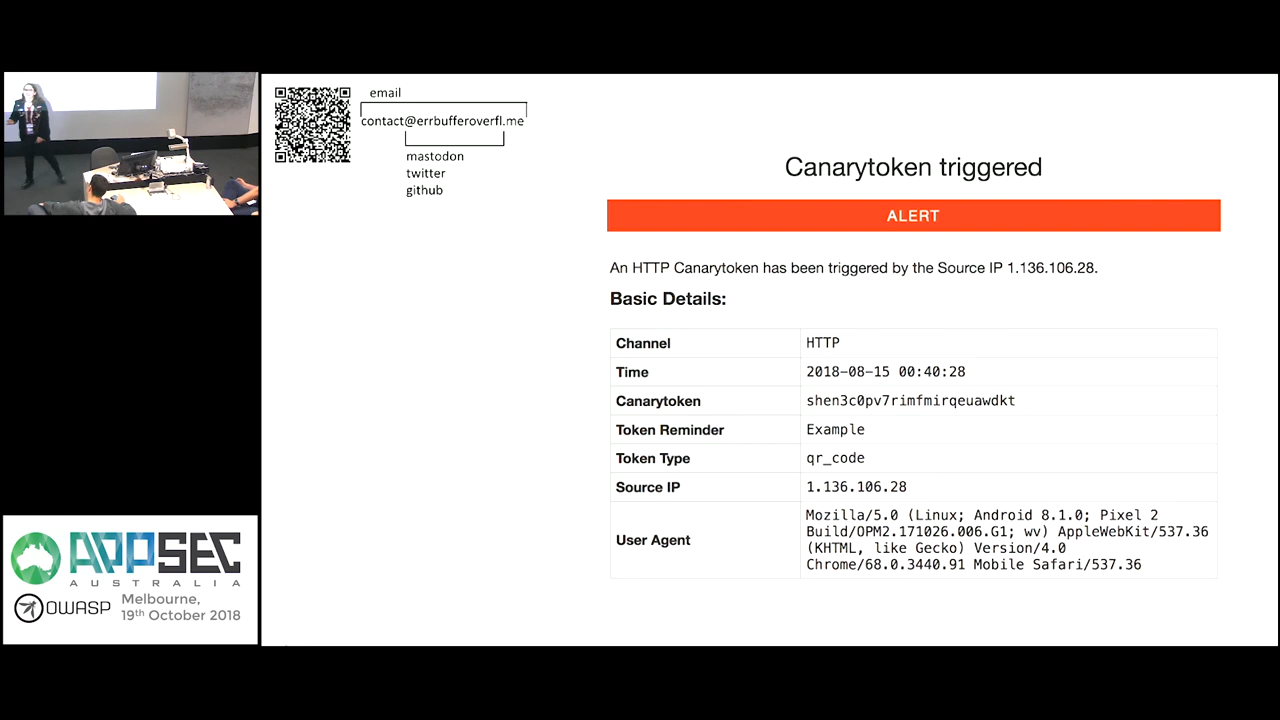 email
contact@errbufferoverfl.me
mastodon
twitter
github
Canarytoken triggered
ALERT
An HTTP Canarytoken has been triggered by the Source IP 1.136.106.28.
Basic Details:
Channel HTTP
Time 2018-08-15 00:40:28
Canarytoken shen3c0pv7rimfmirqeuawdkt
Token Reminder Example
Token Type qr_code
Source IP 1.136.106.28
User Agent Mozilla/5.0 (Linux; Android 8.1.0; Pixel 2
Build/OPM2.171026.006.G1; wv) AppleWebKit/537.36
(KHTML, like Gecko) Version/4.0
Chrome/68.0.3440.91 Mobile Safari/537.36
APPSEC
AUSTRALIA
OWASP
Melbourne,
19th October 2018